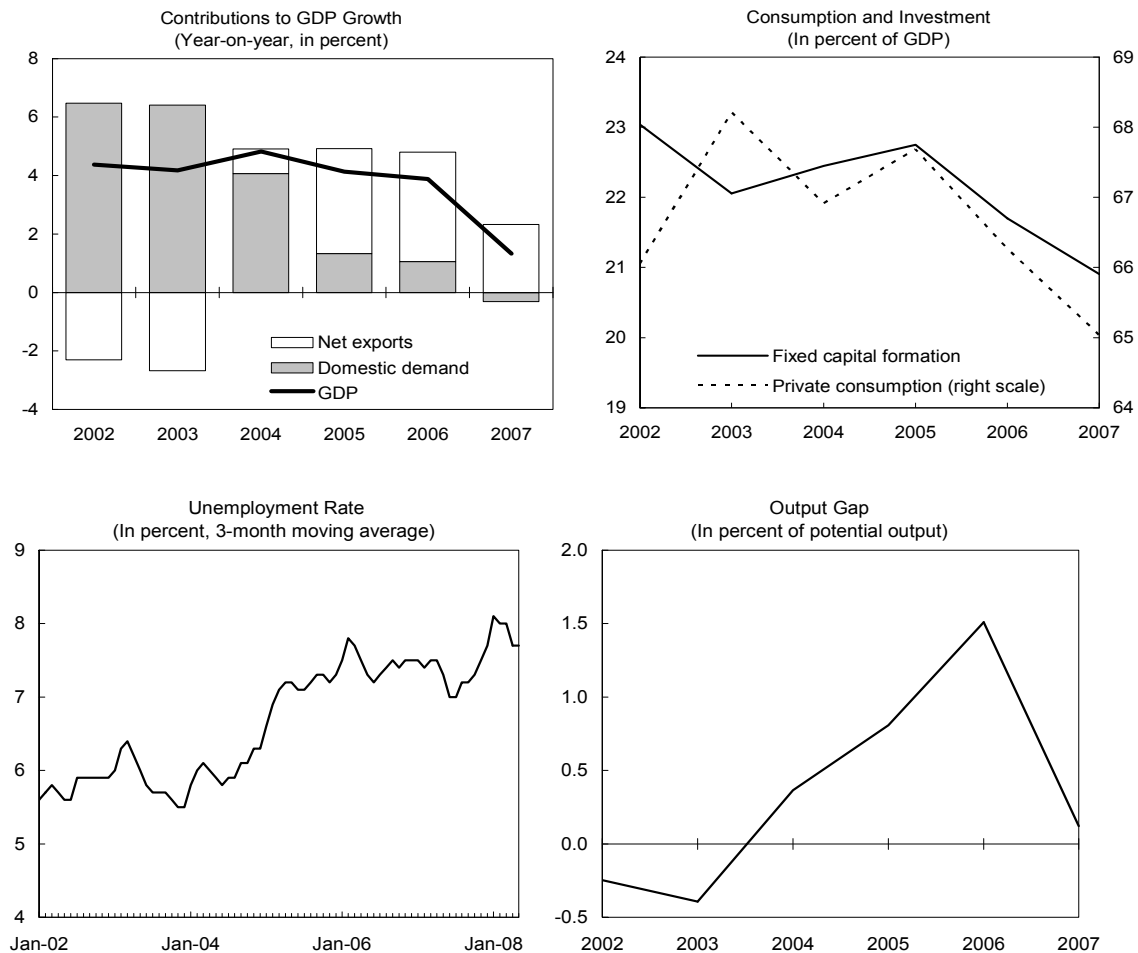 Contributions to GDP Growth
(Year-on-year, in percent)
8
6
4
2
0
-2
-4
Net exports
Domestic demand
GDP
2002 2003 2004 2005 2006 2007
Consumption and Investment
(In percent of GDP)
24 69
23 68
22 67
21 66
20 65
19 64
Fixed capital formation
Private consumption (right scale)
2002 2003 2004 2005 2006 2007
Unemployment Rate
(In percent, 3-month moving average)
9
8
7
6
5
4
Jan-02 Jan-04 Jan-06 Jan-08
Output Gap
(In percent of potential output)
2.0
1.5
1.0
0.5
0.0
-0.5
2002 2003 2004 2005 2006 2007